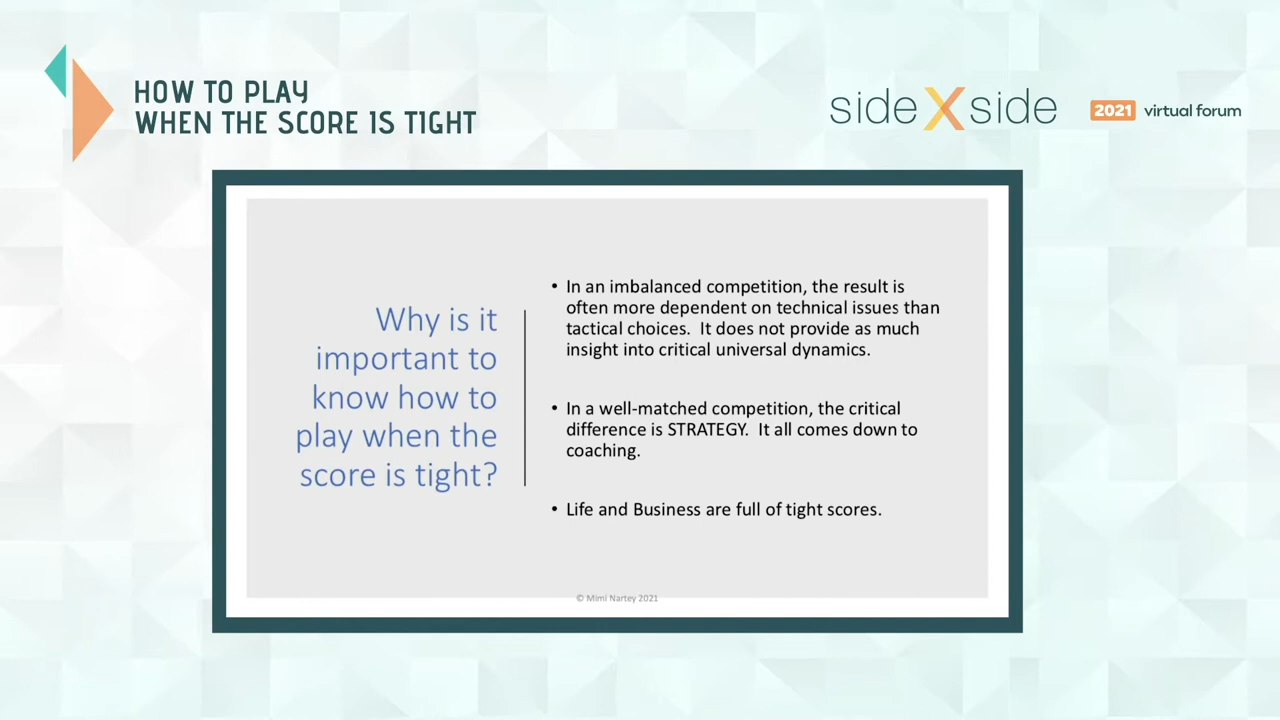 HOW TO PLAY
WHEN THE SCORE IS TIGHT
side X side
2021 virtual forum
Why is it
important to
know how to
play when the
score is tight?
• In an imbalanced competition, the result is
often more dependent on technical issues than
tactical choices. It does not provide as much
insight into critical universal dynamics.
• In a well-matched competition, the critical
difference is STRATEGY. It all comes down to
coaching.
• Life and Business are full of tight scores.
© Mimi Nartey 2021